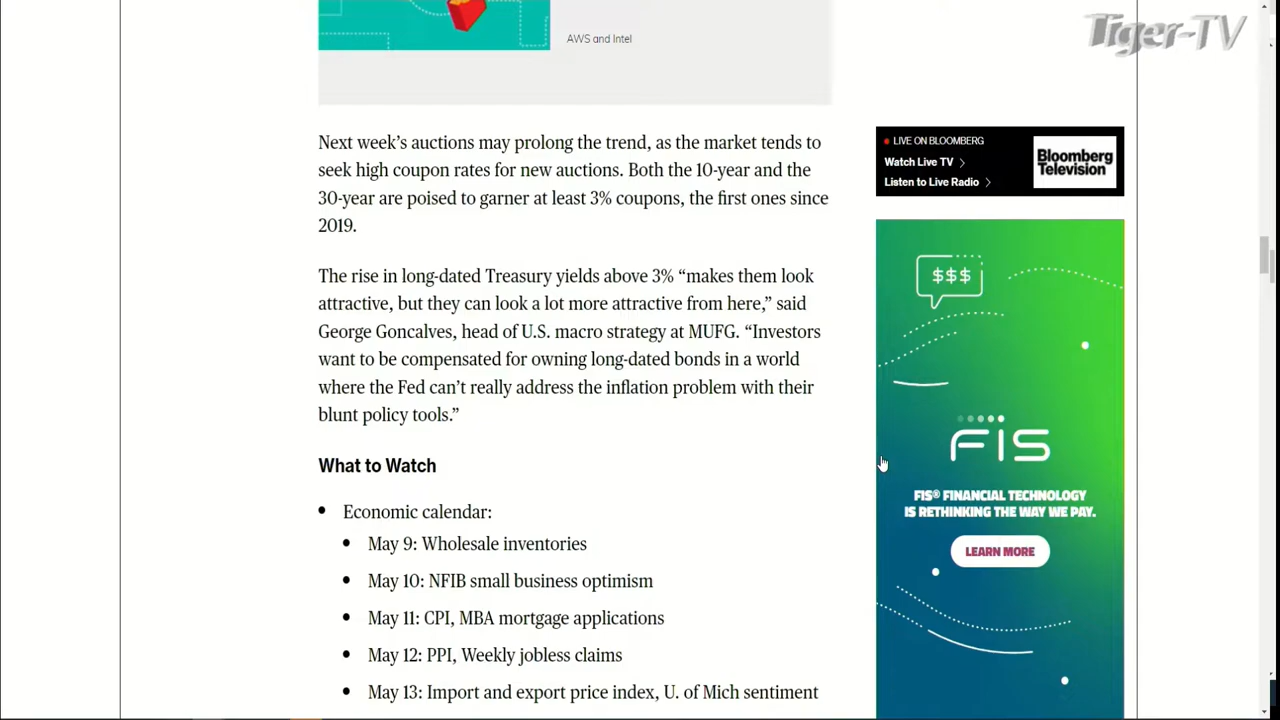 Tiger-TV
AWS and Intel
Next week’s auctions may prolong the trend, as the market tends to
seek high coupon rates for new auctions. Both the 10-year and the
30-year are poised to garner at least 3% coupons, the first ones since
2019.
The rise in long-dated Treasury yields above 3% “makes them look
attractive, but they can look a lot more attractive from here,” said
George Goncalves, head of U.S. macro strategy at MUFG. “Investors
want to be compensated for owning long-dated bonds in a world
where the Fed can’t really address the inflation problem with their
blunt policy tools.”
What to Watch
Economic calendar:
May 9: Wholesale inventories
May 10: NFIB small business optimism
May 11: CPI, MBA mortgage applications
May 12: PPI, Weekly jobless claims
May 13: Import and export price index, U. of Mich sentiment
LIVE ON BLOOMBERG
Watch Live TV
Listen to Live Radio
Bloomberg
Television
$$$
FIS
FIS® FINANCIAL TECHNOLOGY
IS RETHINKING THE WAY WE PAY.
LEARN MORE